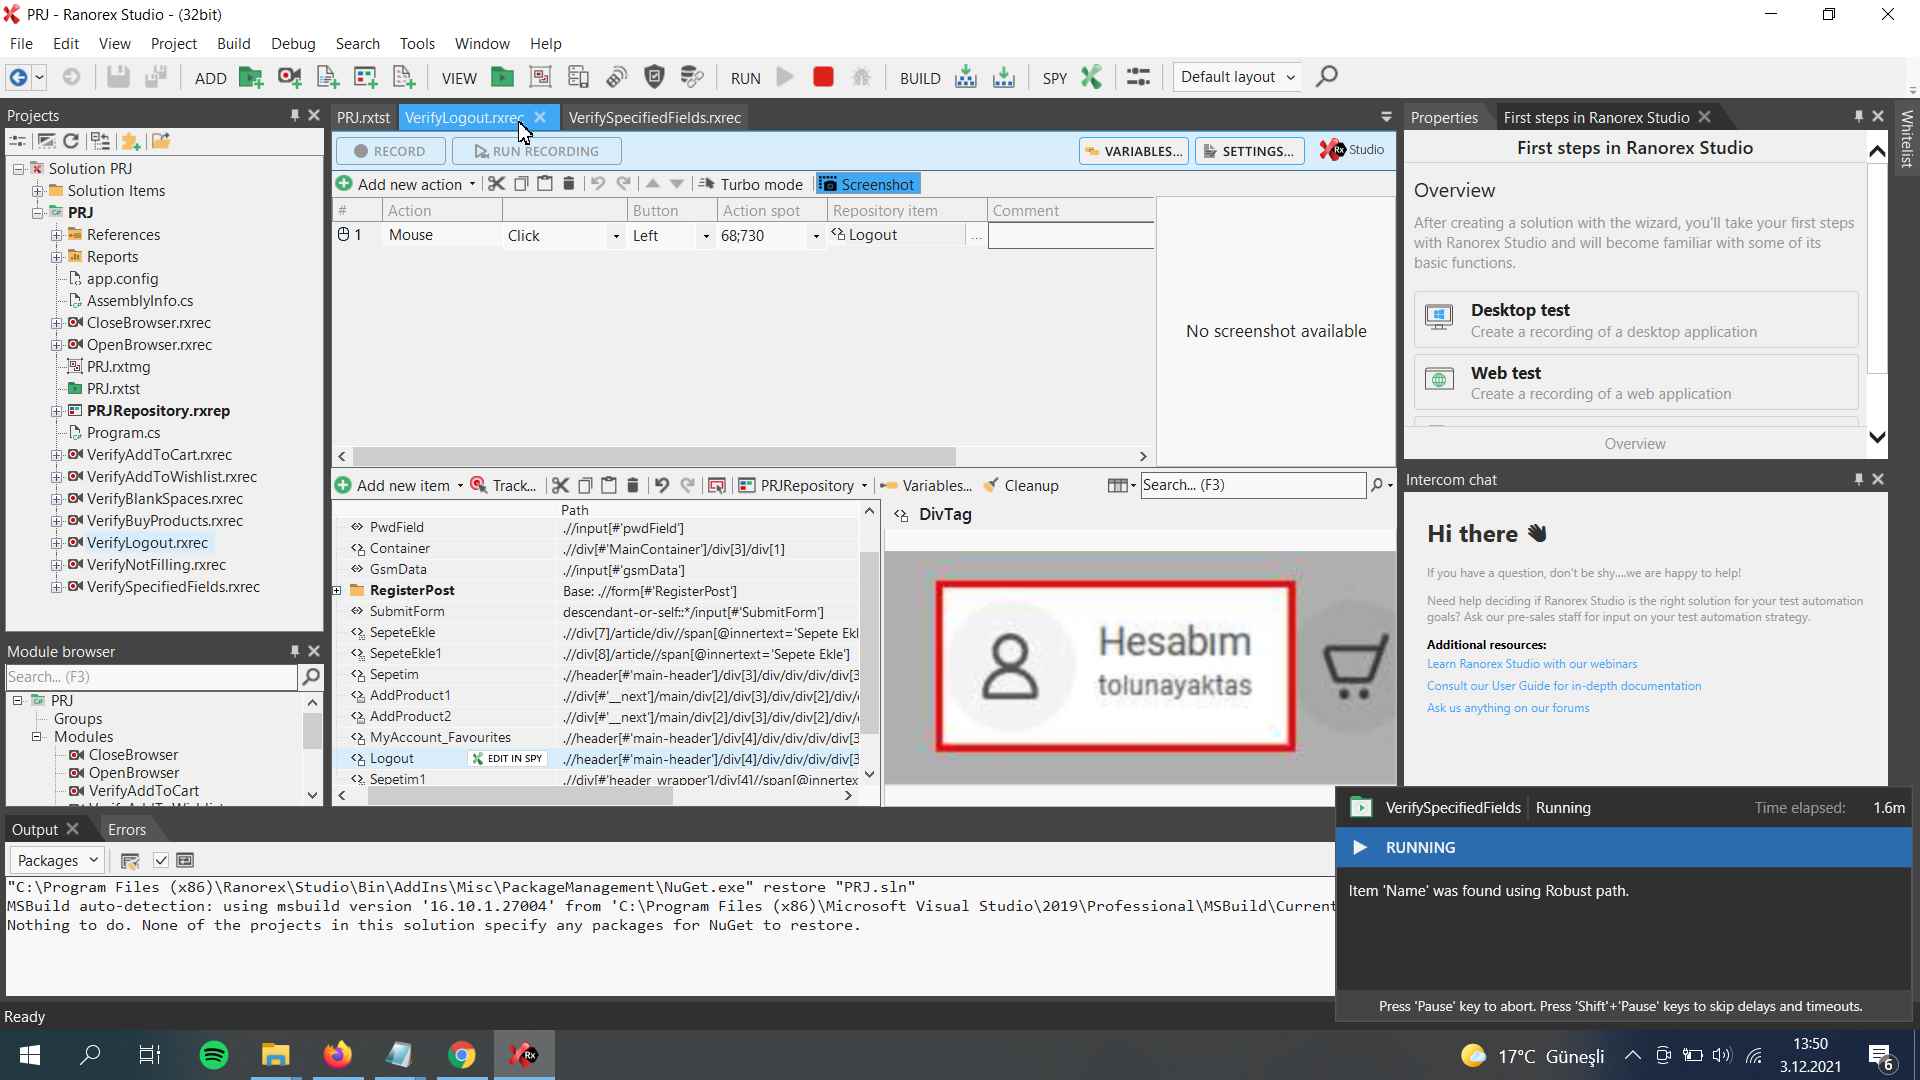 PRJ - Ranorex Studio - (32bit)
File Edit View Project Build Debug Search Tools Window Help
ADD VIEW RUN BUILD SPY Default layout
Projects
Solution PRJ
Solution Items
PRJ
References
Reports
app.config
AssemblyInfo.cs
CloseBrowser.rxrec
OpenBrowser.rxrec
PRJ.rxtmg
PRJ.rxtst
PRJRepository.rxrep
Program.cs
VerifyAddToCart.rxrec
VerifyAddToWishlist.rxrec
VerifyBlankSpaces.rxrec
VerifyBuyProducts.rxrec
VerifyLogout.rxrec
VerifyNotFilling.rxrec
VerifySpecifiedFields.rxrec
Module browser
Search... (F3)
PRJ
Groups
Modules
CloseBrowser
OpenBrowser
VerifyAddToCart
PRJ.rxtst VerifyLogout.rxrec VerifySpecifiedFields.rxrec
RECORD RUN RECORDING VARIABLES... SETTINGS... Rx Studio
Add new action Turbo mode Screenshot
# Action Button Action spot Repository item Comment
1 Mouse Click Left 68;730 Logout ...
No screenshot available
Add new item Track... PRJRepository Variables... Cleanup Search... (F3)
Path
PwdField .//input[#'pwdField']
Container .//div[#'MainContainer']/div[3]/div[1]
GsmData .//input[#'gsmData']
RegisterPost Base: .//form[#'RegisterPost']
SubmitForm descendant-or-self::*/input[#'SubmitForm']
SepeteEkle .//div[7]/article/div//span[@innertext='Sepete Ekl
SepeteEkle1 .//div[8]/article//span[@innertext='Sepete Ekle']
Sepetim .//header[#'main-header']/div[3]/div/div/div/div[3
AddProduct1 .//div[#'__next']/main/div[2]/div[3]/div/div[2]/div/
AddProduct2 .//div[#'__next']/main/div[2]/div[3]/div/div[2]/div/
MyAccount_Favourites .//header[#'main-header']/div[4]/div/div/div/div[3
Logout EDIT IN SPY .//header[#'main-header']/div[4]/div/div/div/div[3
Sepetim1 .//div[#'header_wrapper']/div[4]//span[@innertex
DivTag
Hesabım
tolunayaktas
Properties First steps in Ranorex Studio
Whitelist
First steps in Ranorex Studio
Overview
After creating a solution with the wizard, you'll take your first steps
with Ranorex Studio and will become familiar with some of its
basic functions.
Desktop test
Create a recording of a desktop application
Web test
Create a recording of a web application
Overview
Intercom chat
Hi there 👋
If you have a question, don't be shy....we are happy to help!
Need help deciding if Ranorex Studio is the right solution for your test automation
goals? Ask our pre-sales staff for input on your test automation strategy.
Additional resources:
Learn Ranorex Studio with our webinars
Consult our User Guide for in-depth documentation
Ask us anything on our forums
Output Errors
Packages
"C:\Program Files (x86)\Ranorex\Studio\Bin\AddIns\Misc\PackageManagement\NuGet.exe" restore "PRJ.sln"
MSBuild auto-detection: using msbuild version '16.10.1.27004' from 'C:\Program Files (x86)\Microsoft Visual Studio\2019\Professional\MSBuild\Current
Nothing to do. None of the projects in this solution specify any packages for NuGet to restore.
VerifySpecifiedFields Running Time elapsed: 1.6m
RUNNING
Item 'Name' was found using Robust path.
Press 'Pause' key to abort. Press 'Shift'+'Pause' keys to skip delays and timeouts.
Ready
Rx
17°C Güneşli
13:50
3.12.2021
6